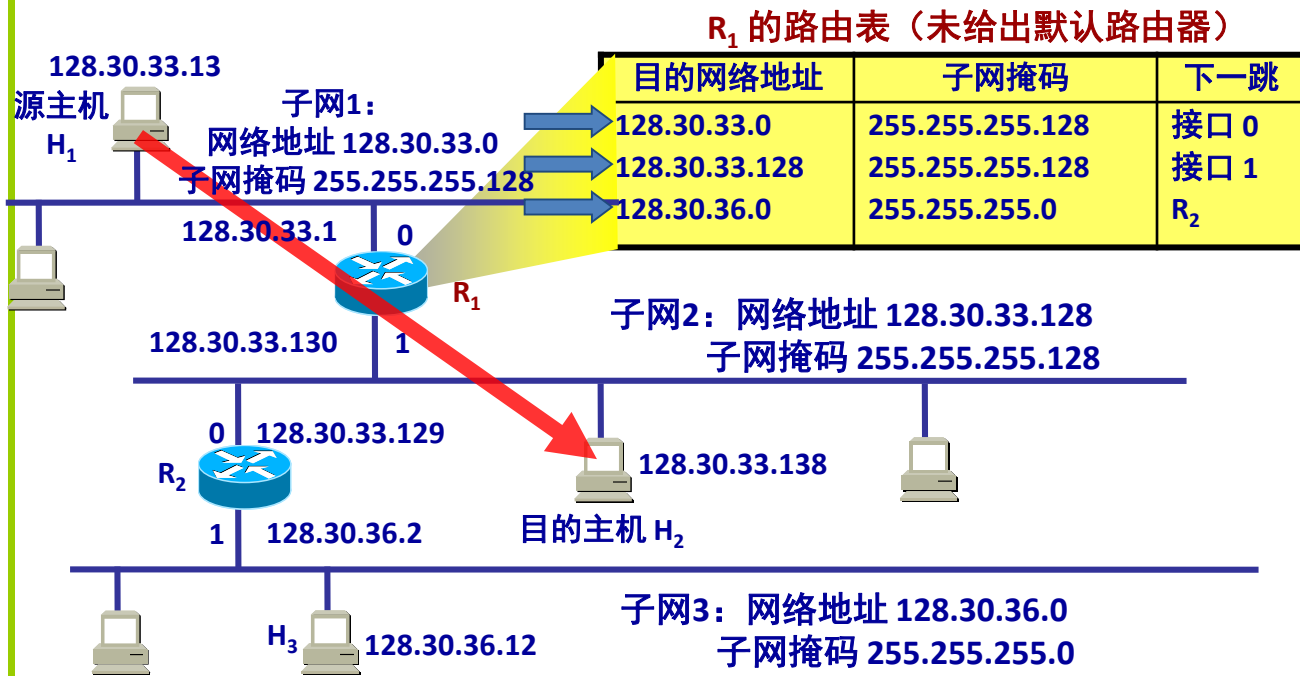 R1 的路由表（未给出默认路由器）
目的网络地址 子网掩码 下一跳
128.30.33.0 255.255.255.128 接口 0
128.30.33.128 255.255.255.128 接口 1
128.30.36.0 255.255.255.0 R2
128.30.33.13
源主机
H1
子网1：
网络地址 128.30.33.0
子网掩码 255.255.255.128
128.30.33.1
0
R1
128.30.33.130
1
子网2：网络地址 128.30.33.128
子网掩码 255.255.255.128
0
128.30.33.129
R2
128.30.33.138
1
128.30.36.2
目的主机 H2
子网3：网络地址 128.30.36.0
子网掩码 255.255.255.0
H3
128.30.36.12